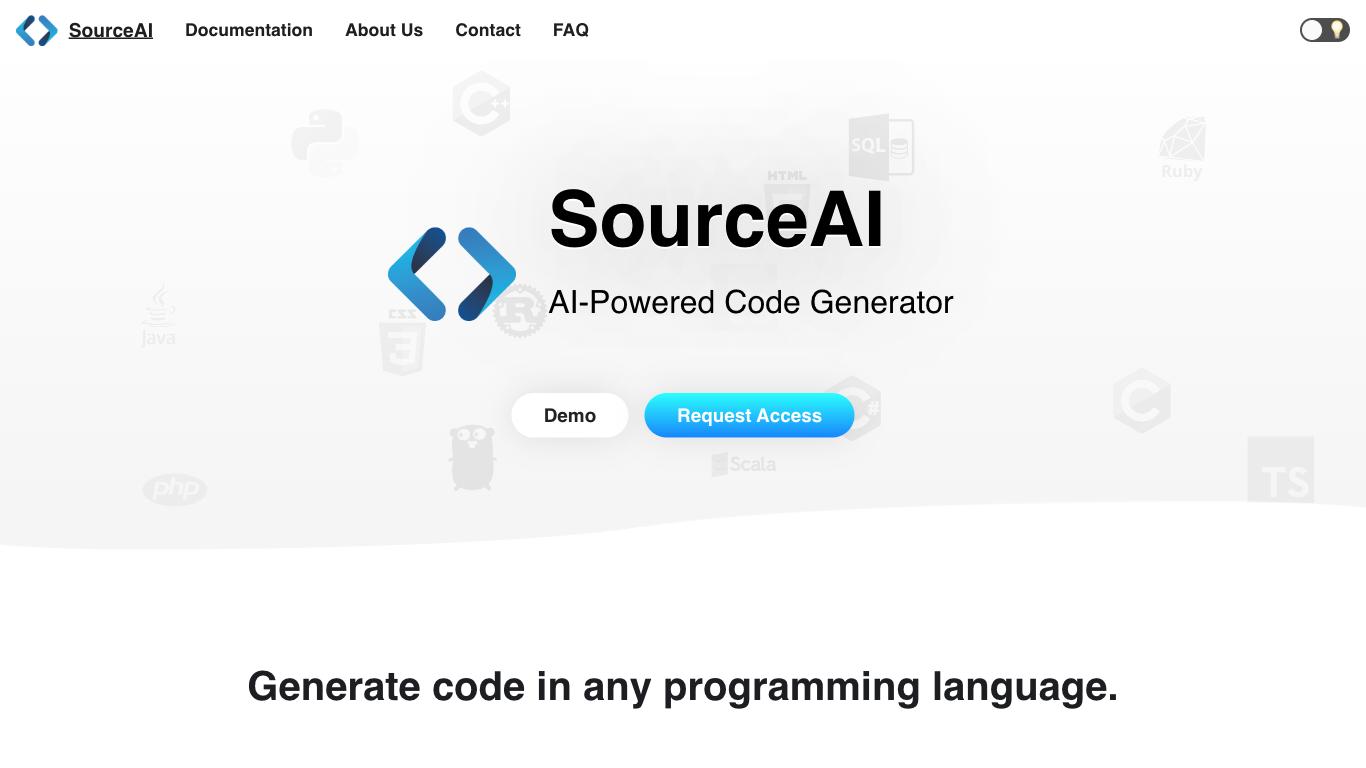 SourceAI Documentation About Us Contact FAQ
C++
SQL
HTML
Ruby
SourceAI
AI-Powered Code Generator
Java
CSS
3
R
Demo
Request Access
C#
C
Scala
php
TS
Generate code in any programming language.